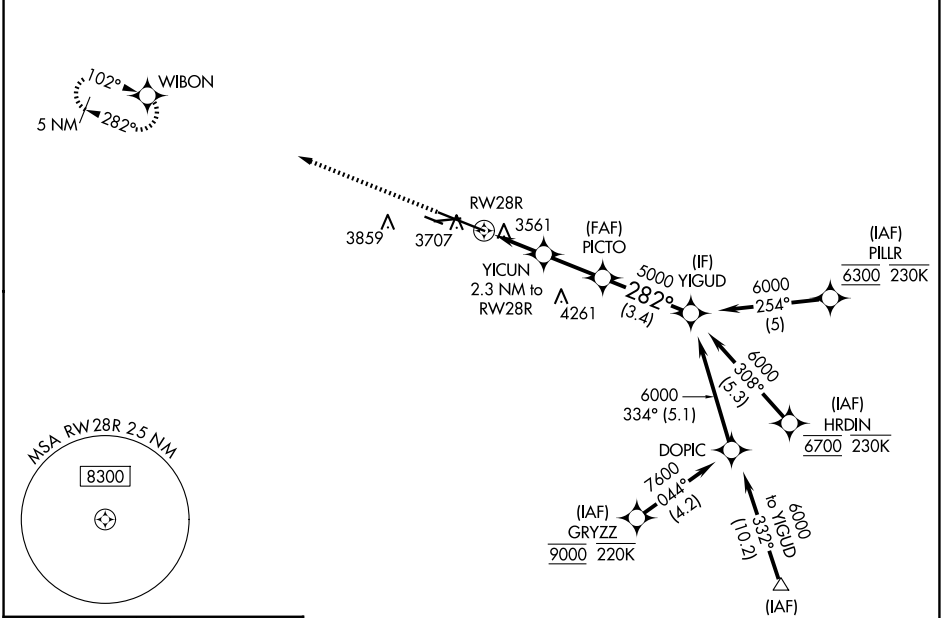 102°
WIBON
5 NM
282°
RW28R
3561
3859
3707
(FAF)
PICTO
YICUN
2.3 NM to
RW28R
4261
5000
282°
(3.4)
(IF)
YIGUD
(IAF)
PILLR
6300 230K
6000
254°
(5)
6000
308°
(5.3)
(IAF)
HRDIN
6700 230K
6000
334° (5.1)
DOPIC
7600
044°
(4.2)
(IAF)
GRYZZ
9000 220K
6000
to YIGUD
332°
(10.2)
(IAF)
MSA RW 28R 25 NM
8300